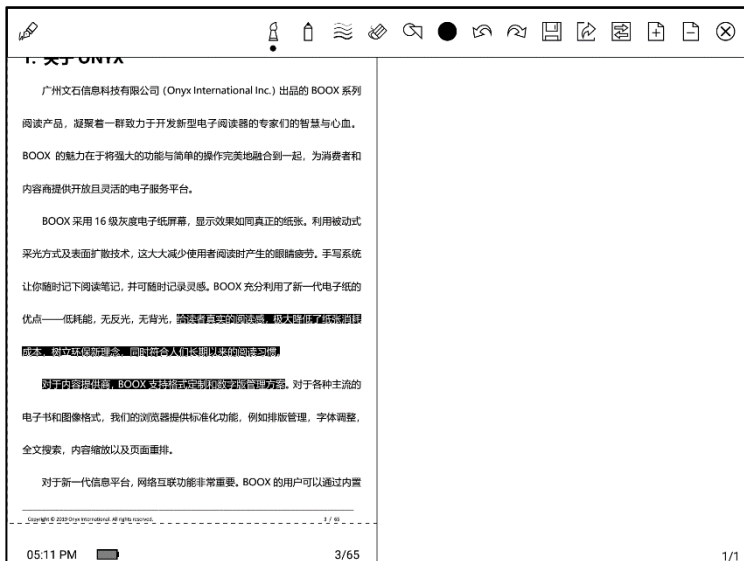 1. 关于 ONYX
广州文石信息科技有限公司（Onyx International Inc.）出品的 BOOX 系列
阅读产品，凝聚着一群致力于开发新型电子阅读器的专家们的智慧与心血。
BOOX 的魅力在于将强大的功能与简单的操作完美地融合到一起，为消费者和
内容商提供开放且灵活的电子服务平台。
BOOX 采用 16 级灰度电子纸屏幕，显示效果如同真正的纸张。利用被动式
采光方式及表面扩散技术，这大大减少使用者阅读时产生的眼睛疲劳。手写系统
让你随时记下阅读笔记，并可随时记录灵感。BOOX 充分利用了新一代电子纸的
优点——低耗能，无反光，无背光，给读者真实的阅读感，极大降低了纸张消耗
成本，树立环保新理念，同时符合人们长期以来的阅读习惯。
对于内容提供商，BOOX 支持格式定制和数字版管理方案。对于各种主流的
电子书和图像格式，我们的浏览器提供标准化功能，例如排版管理，字体调整，
全文搜索，内容缩放以及页面重排。
对于新一代信息平台，网络互联功能非常重要。BOOX 的用户可以通过内置
Copyright © 2019 Onyx International. All rights reserved. 3 / 65
05:11 PM 3/65 1/1